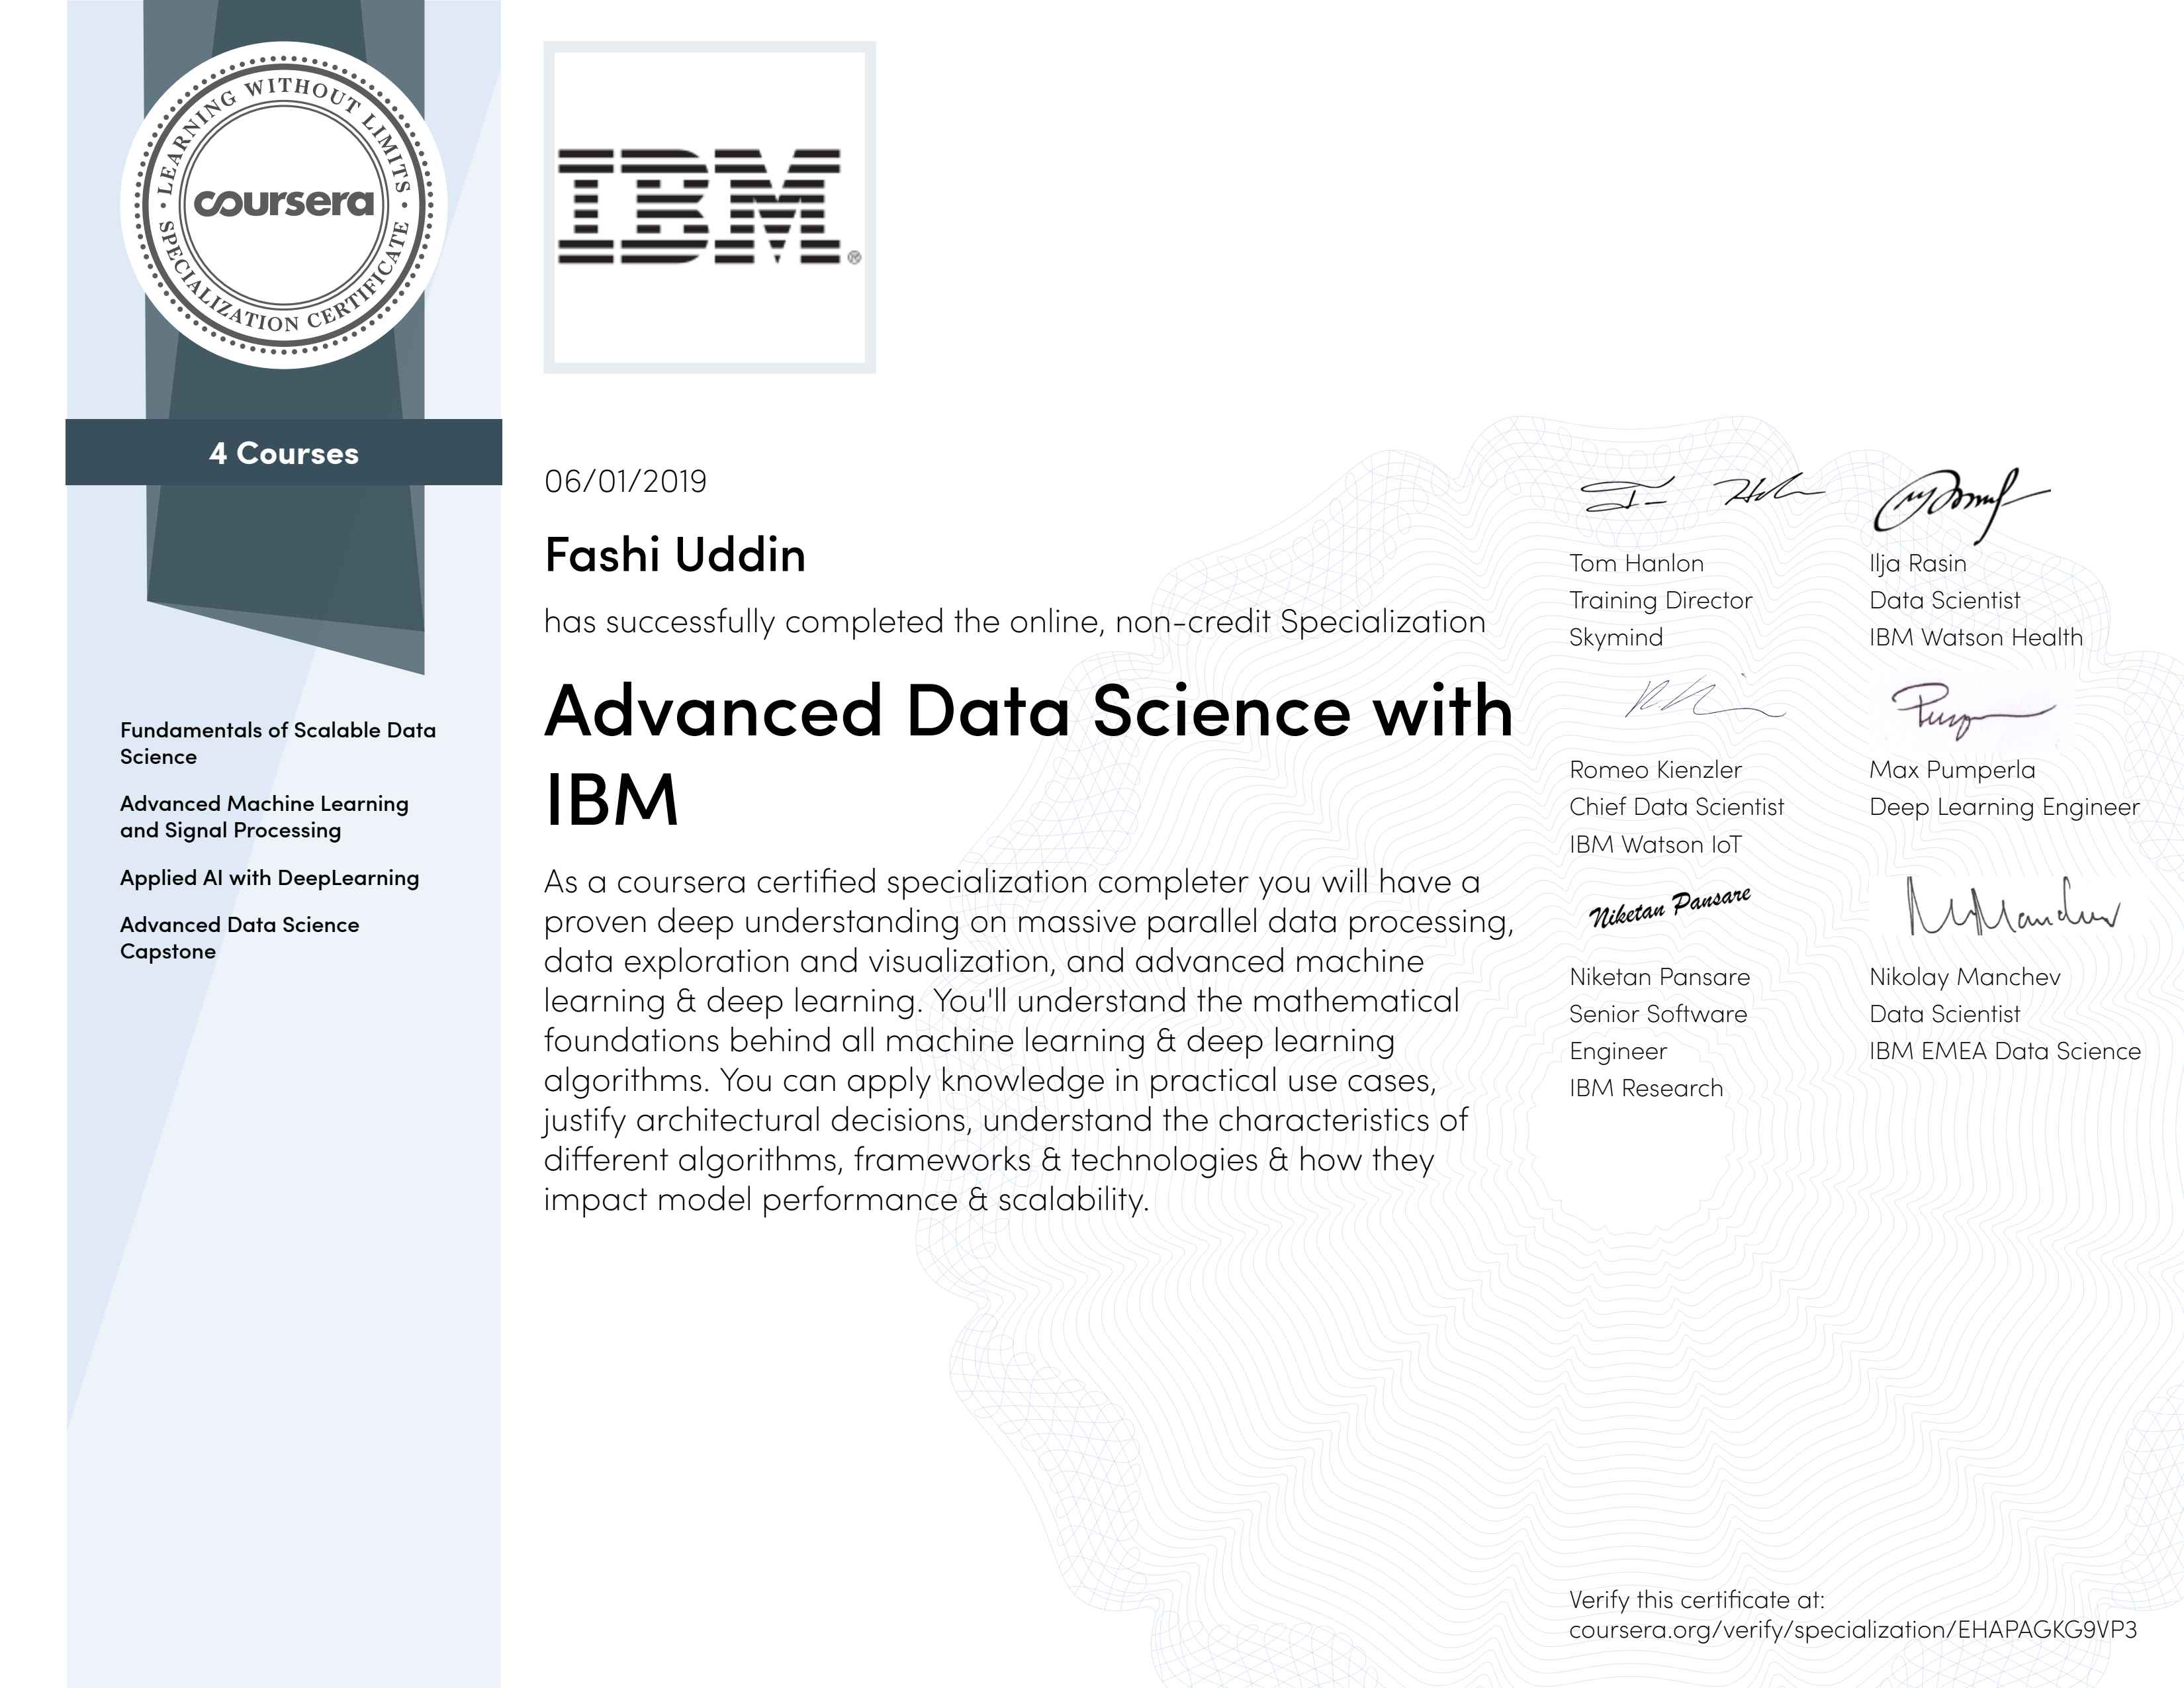 LEARNING WITHOUT LIMITS
coursera
SPECIALIZATION CERTIFICATE
4 Courses
Fundamentals of Scalable Data
Science
Advanced Machine Learning
and Signal Processing
Applied AI with DeepLearning
Advanced Data Science
Capstone
IBM®
06/01/2019
Fashi Uddin
has successfully completed the online, non-credit Specialization
Advanced Data Science with
IBM
As a coursera certified specialization completer you will have a
proven deep understanding on massive parallel data processing,
data exploration and visualization, and advanced machine
learning & deep learning. You'll understand the mathematical
foundations behind all machine learning & deep learning
algorithms. You can apply knowledge in practical use cases,
justify architectural decisions, understand the characteristics of
different algorithms, frameworks & technologies & how they
impact model performance & scalability.
Tom Hanlon
Training Director
Skymind
Ilja Rasin
Data Scientist
IBM Watson Health
Romeo Kienzler
Chief Data Scientist
IBM Watson IoT
Max Pumperla
Deep Learning Engineer
Niketan Pansare
Niketan Pansare
Senior Software
Engineer
IBM Research
Nikolay Manchev
Data Scientist
IBM EMEA Data Science
Verify this certificate at:
coursera.org/verify/specialization/EHAPAGKG9VP3